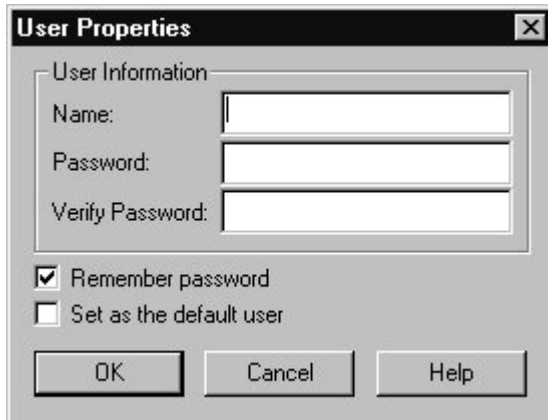 User Properties
User Information
Name:
Password:
Verify Password:
Remember password
Set as the default user
OK Cancel Help